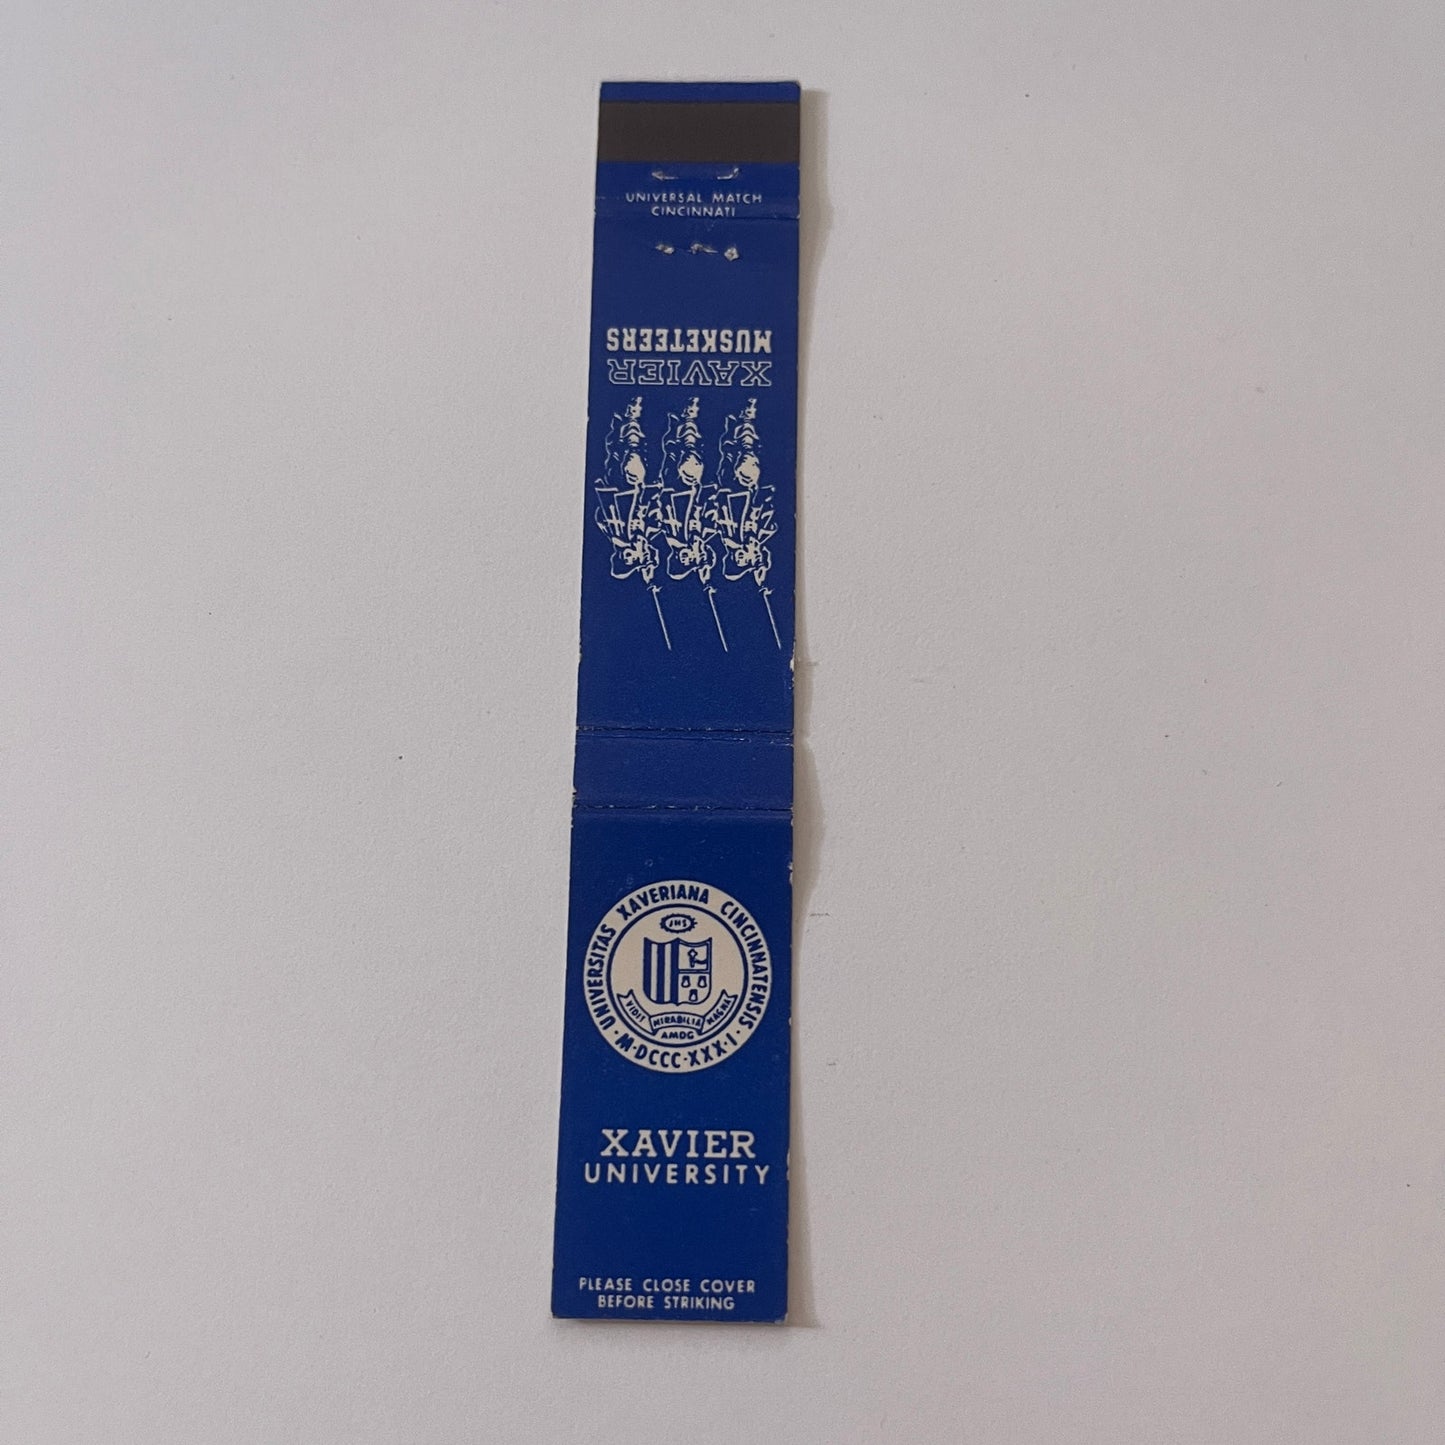 UNIVERSAL MATCH
CINCINNATI
XAVIER
MUSKETEERS
UNIVERSITAS XAVERIANA CINCINNATENSIS
JHS
VIDIT MIRABILIA MAGNA
AMDG
· M·DCCC·XXX·I ·
XAVIER
UNIVERSITY
PLEASE CLOSE COVER
BEFORE STRIKING